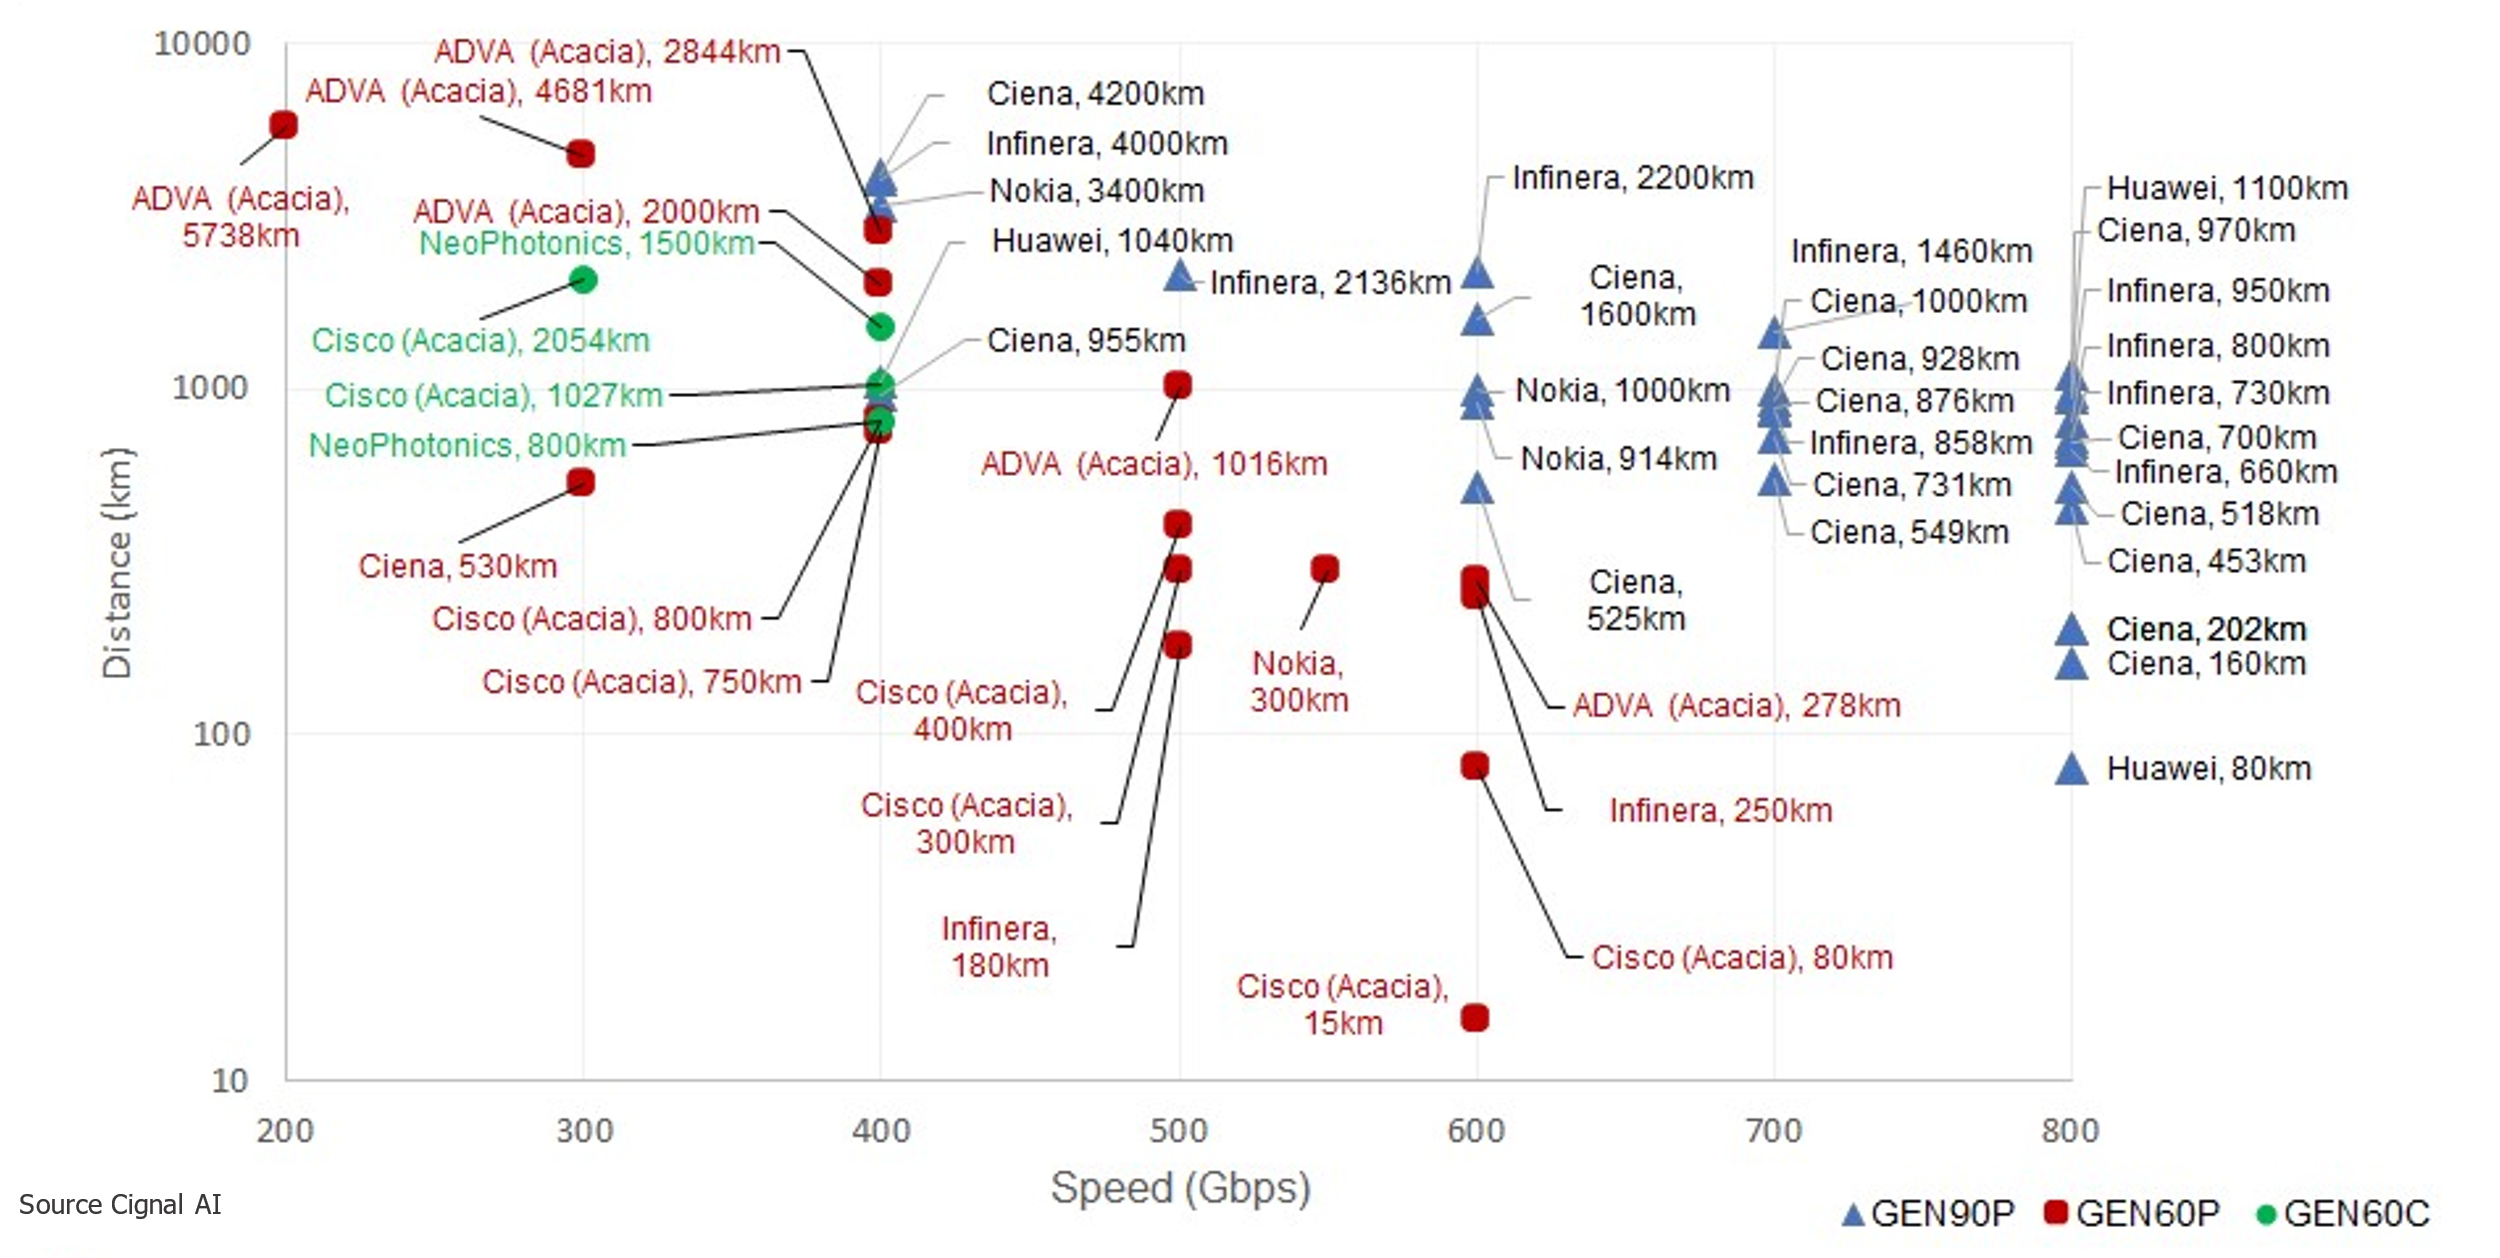 10000
ADVA (Acacia), 2844km
ADVA (Acacia), 4681km
Ciena, 4200km
Infinera, 4000km
Infinera, 2200km
Nokia, 3400km
Huawei, 1100km
ADVA (Acacia),
5738km
ADVA (Acacia), 2000km
NeoPhotonics, 1500km
Huawei, 1040km
Ciena, 970km
Infinera, 1460km
Infinera, 2136km
Ciena,
1600km
Infinera, 950km
Ciena, 1000km
Cisco (Acacia), 2054km
Ciena, 955km
Infinera, 800km
Ciena, 928km
1000
Cisco (Acacia), 1027km
Nokia, 1000km
Infinera, 730km
Ciena, 876km
NeoPhotonics, 800km
Infinera, 858km
Ciena, 700km
ADVA (Acacia), 1016km
Nokia, 914km
Infinera, 660km
Ciena, 731km
Ciena, 518km
Ciena, 549km
Ciena, 530km
Ciena, 453km
Distance (km)
Ciena,
525km
Cisco (Acacia), 800km
Ciena, 202km
Nokia,
300km
Ciena, 160km
Cisco (Acacia), 750km
Cisco (Acacia),
400km
ADVA (Acacia), 278km
100
Huawei, 80km
Cisco (Acacia),
300km
Infinera, 250km
Infinera,
180km
Cisco (Acacia), 80km
Cisco (Acacia),
15km
10
200 300 400 500 600 700 800
Speed (Gbps)
Source Cignal AI
GEN90P GEN60P GEN60C